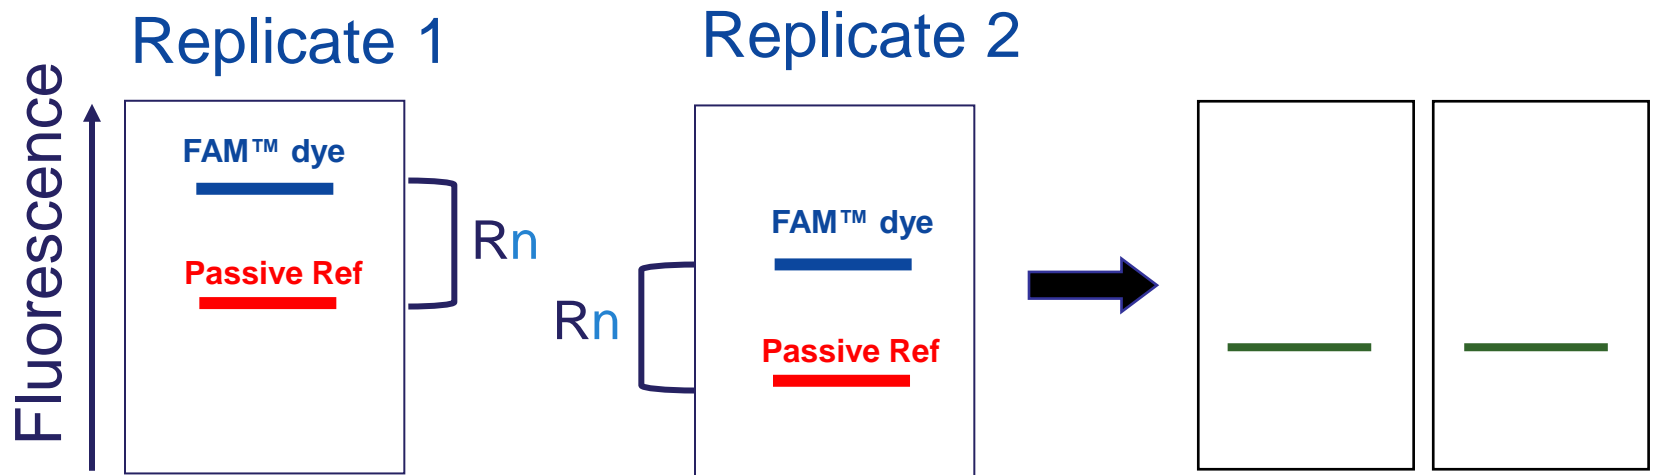 Replicate 1
Replicate 2
Fluorescence
FAM™ dye
Passive Ref
Rn
FAM™ dye
Passive Ref
Rn